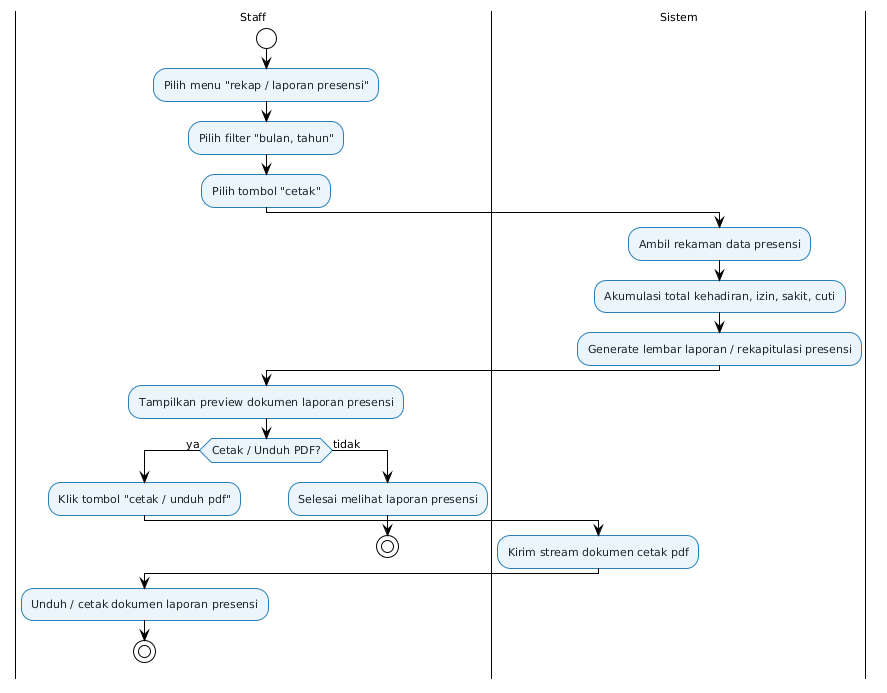 Staff
Sistem
Pilih menu "rekap / laporan presensi"
Pilih filter "bulan, tahun"
Pilih tombol "cetak"
Ambil rekaman data presensi
Akumulasi total kehadiran, izin, sakit, cuti
Generate lembar laporan / rekapitulasi presensi
Tampilkan preview dokumen laporan presensi
ya
Cetak / Unduh PDF?
tidak
Klik tombol "cetak / unduh pdf"
Selesai melihat laporan presensi
Kirim stream dokumen cetak pdf
Unduh / cetak dokumen laporan presensi